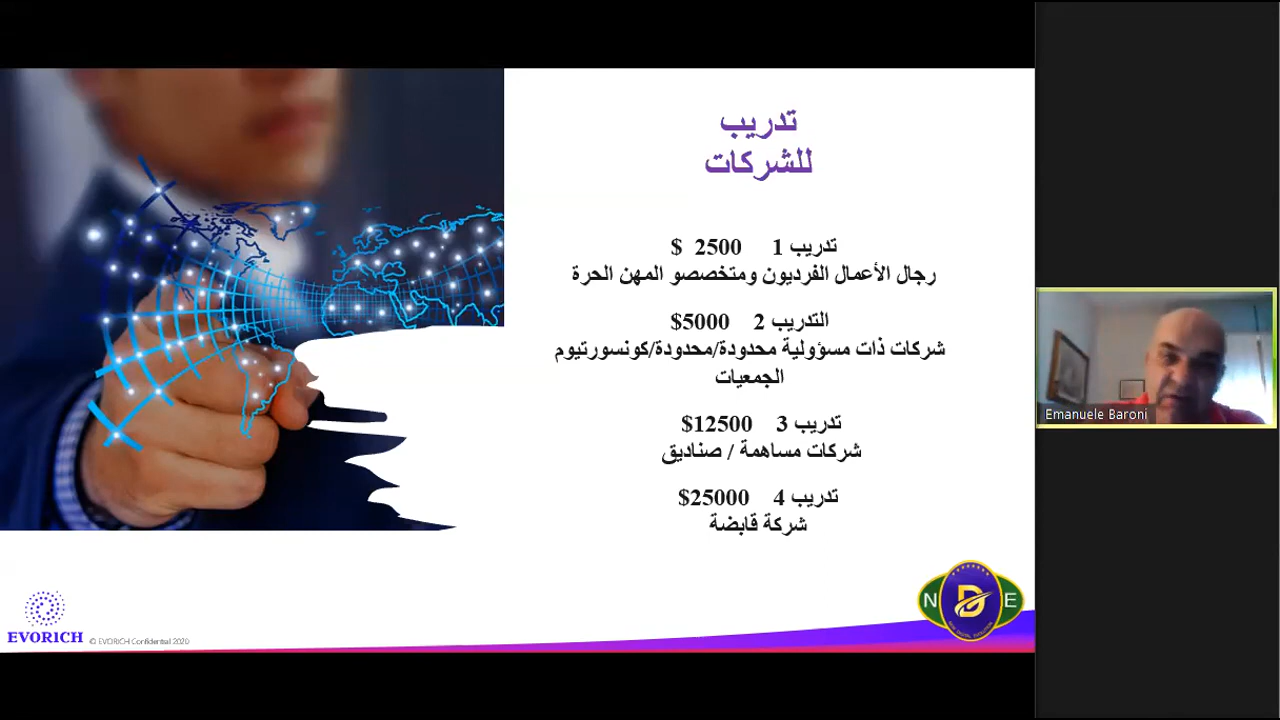 تدريب
للشركات
تدريب 1 2500 $
رجال الأعمال الفرديون ومتخصصو المهن الحرة
التدريب 2 5000$
شركات ذات مسؤولية محدودة/محدودة/كونسورتيوم
الجمعيات
تدريب 3 12500$
شركات مساهمة / صناديق
تدريب 4 25000$
شركة قابضة
Emanuele Baroni
N D E
EVORICH
© EVORICH Confidential 2020